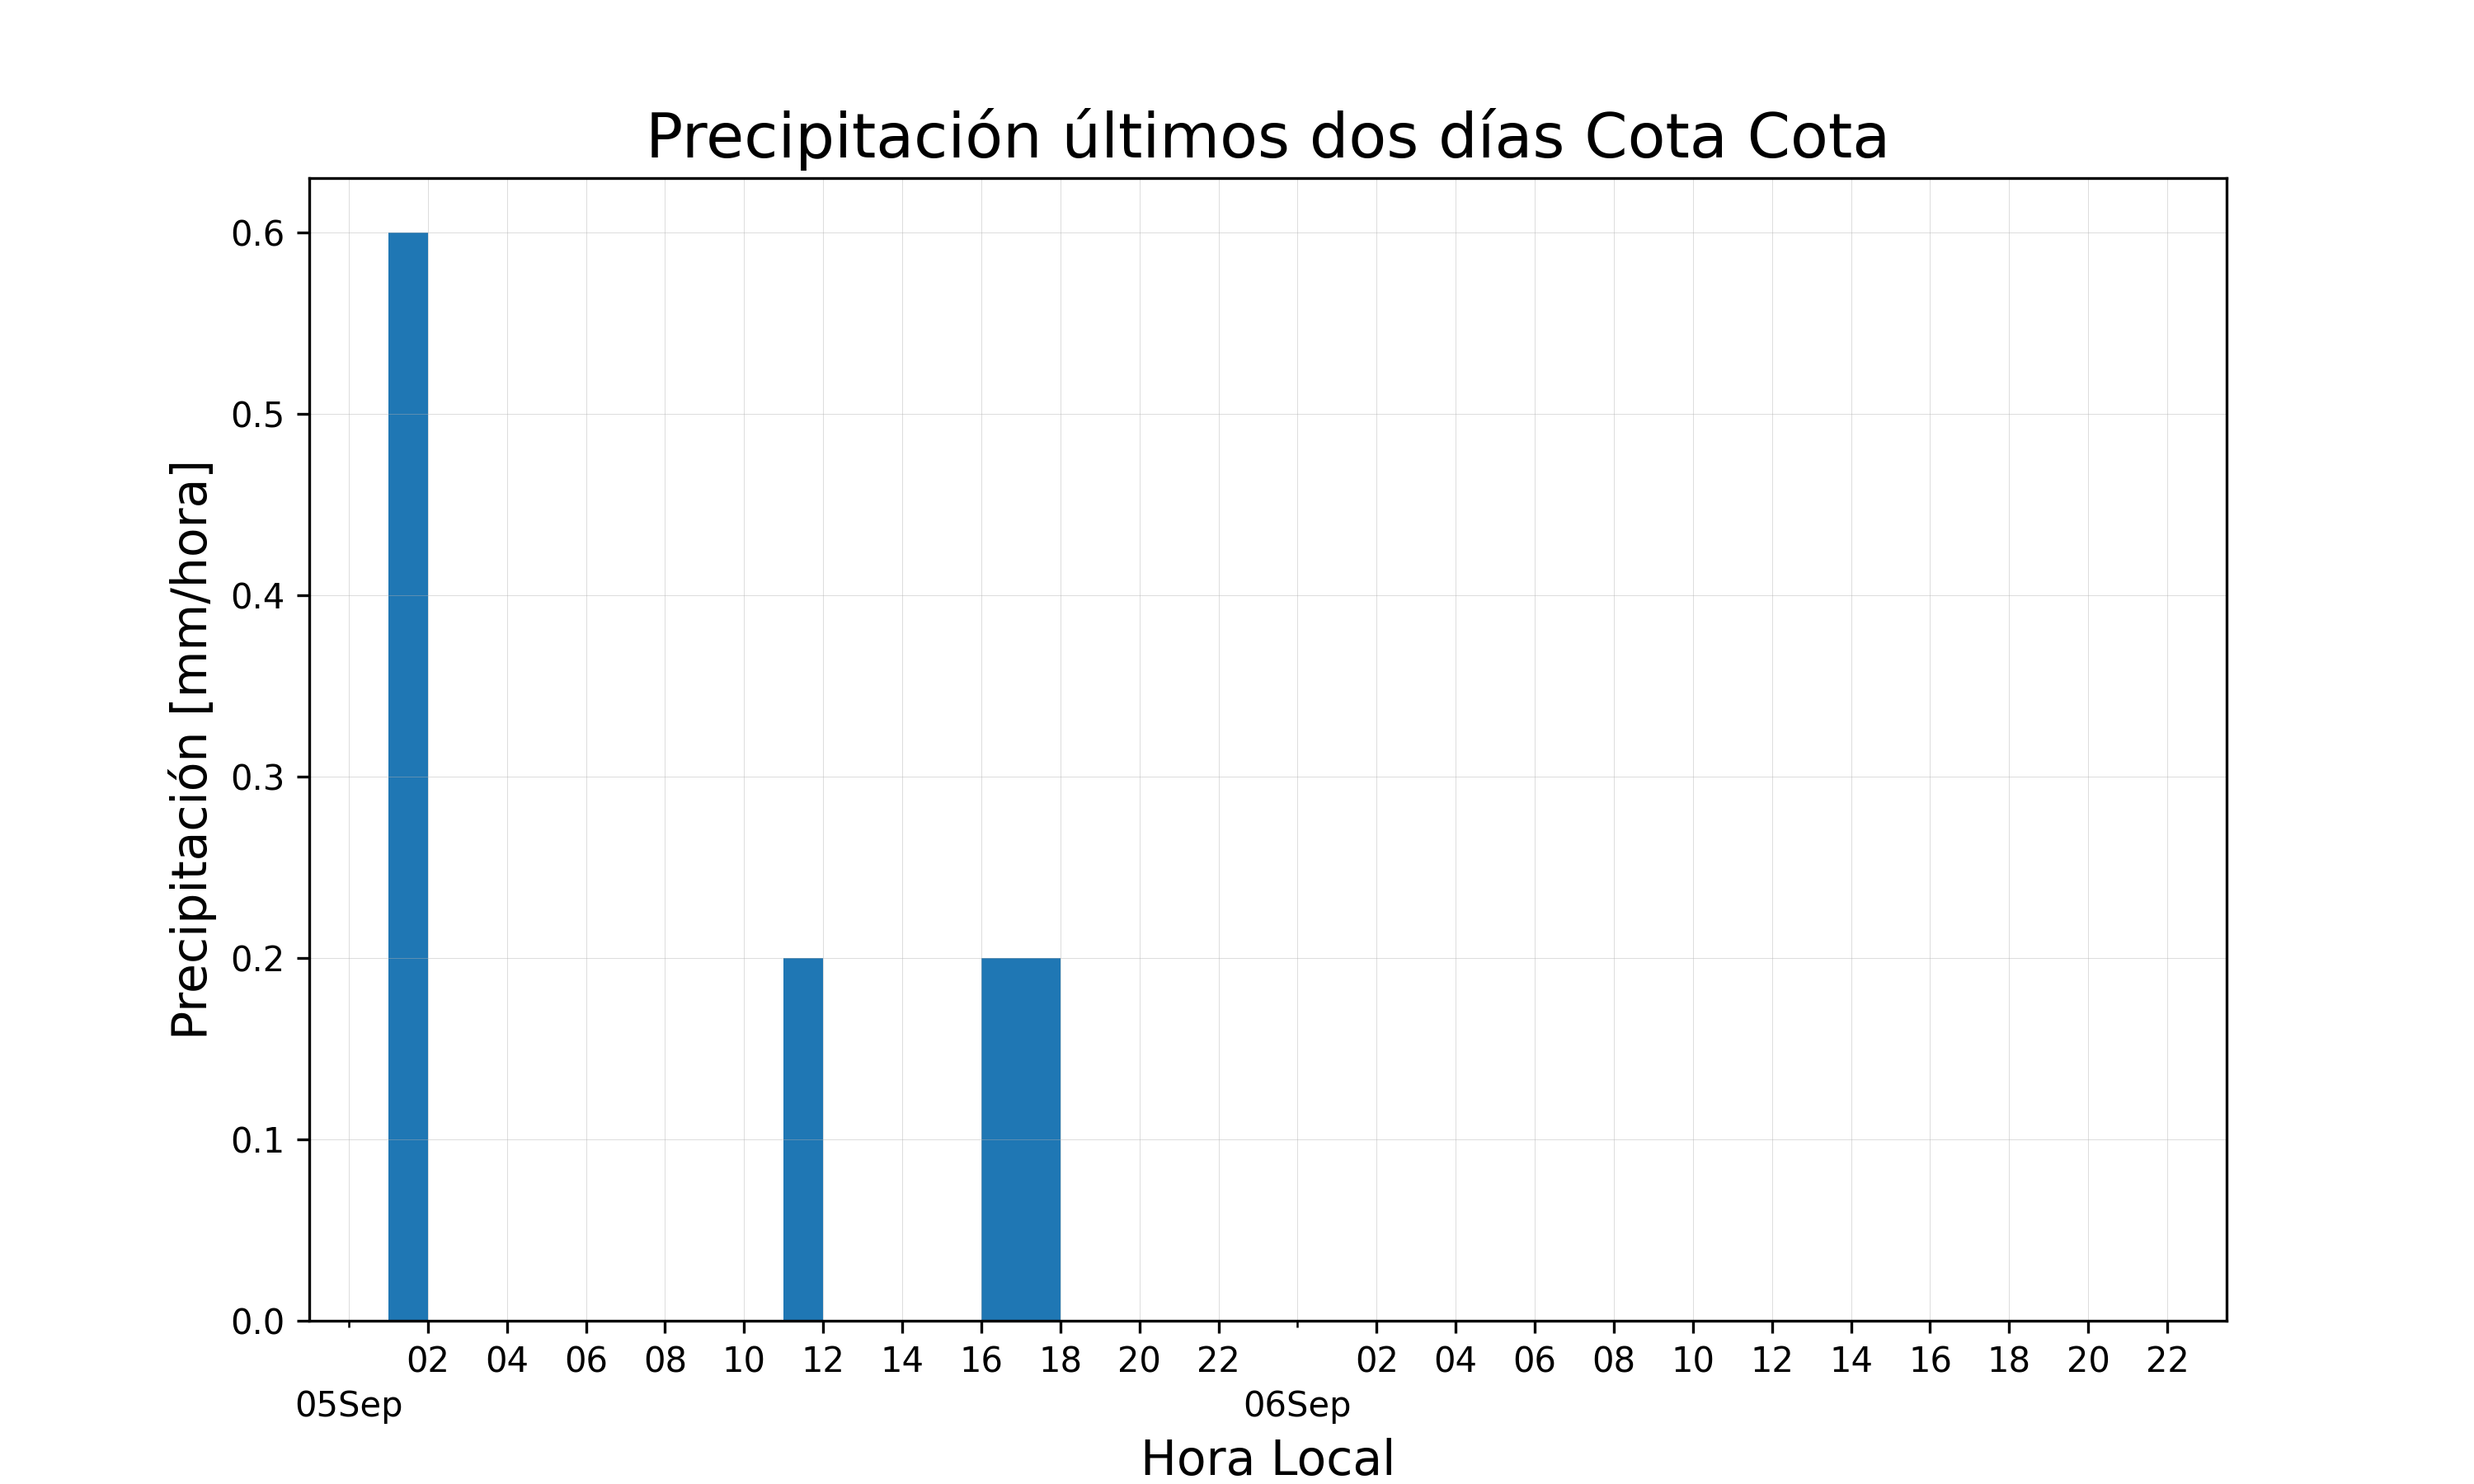 Precipitación últimos dos días Cota Cota
Precipitación [mm/hora]
0.6
0.5
0.4
0.3
0.2
0.1
0.0
02 04 06 08 10 12 14 16 18 20 22 02 04 06 08 10 12 14 16 18 20 22
05Sep 06Sep
Hora Local